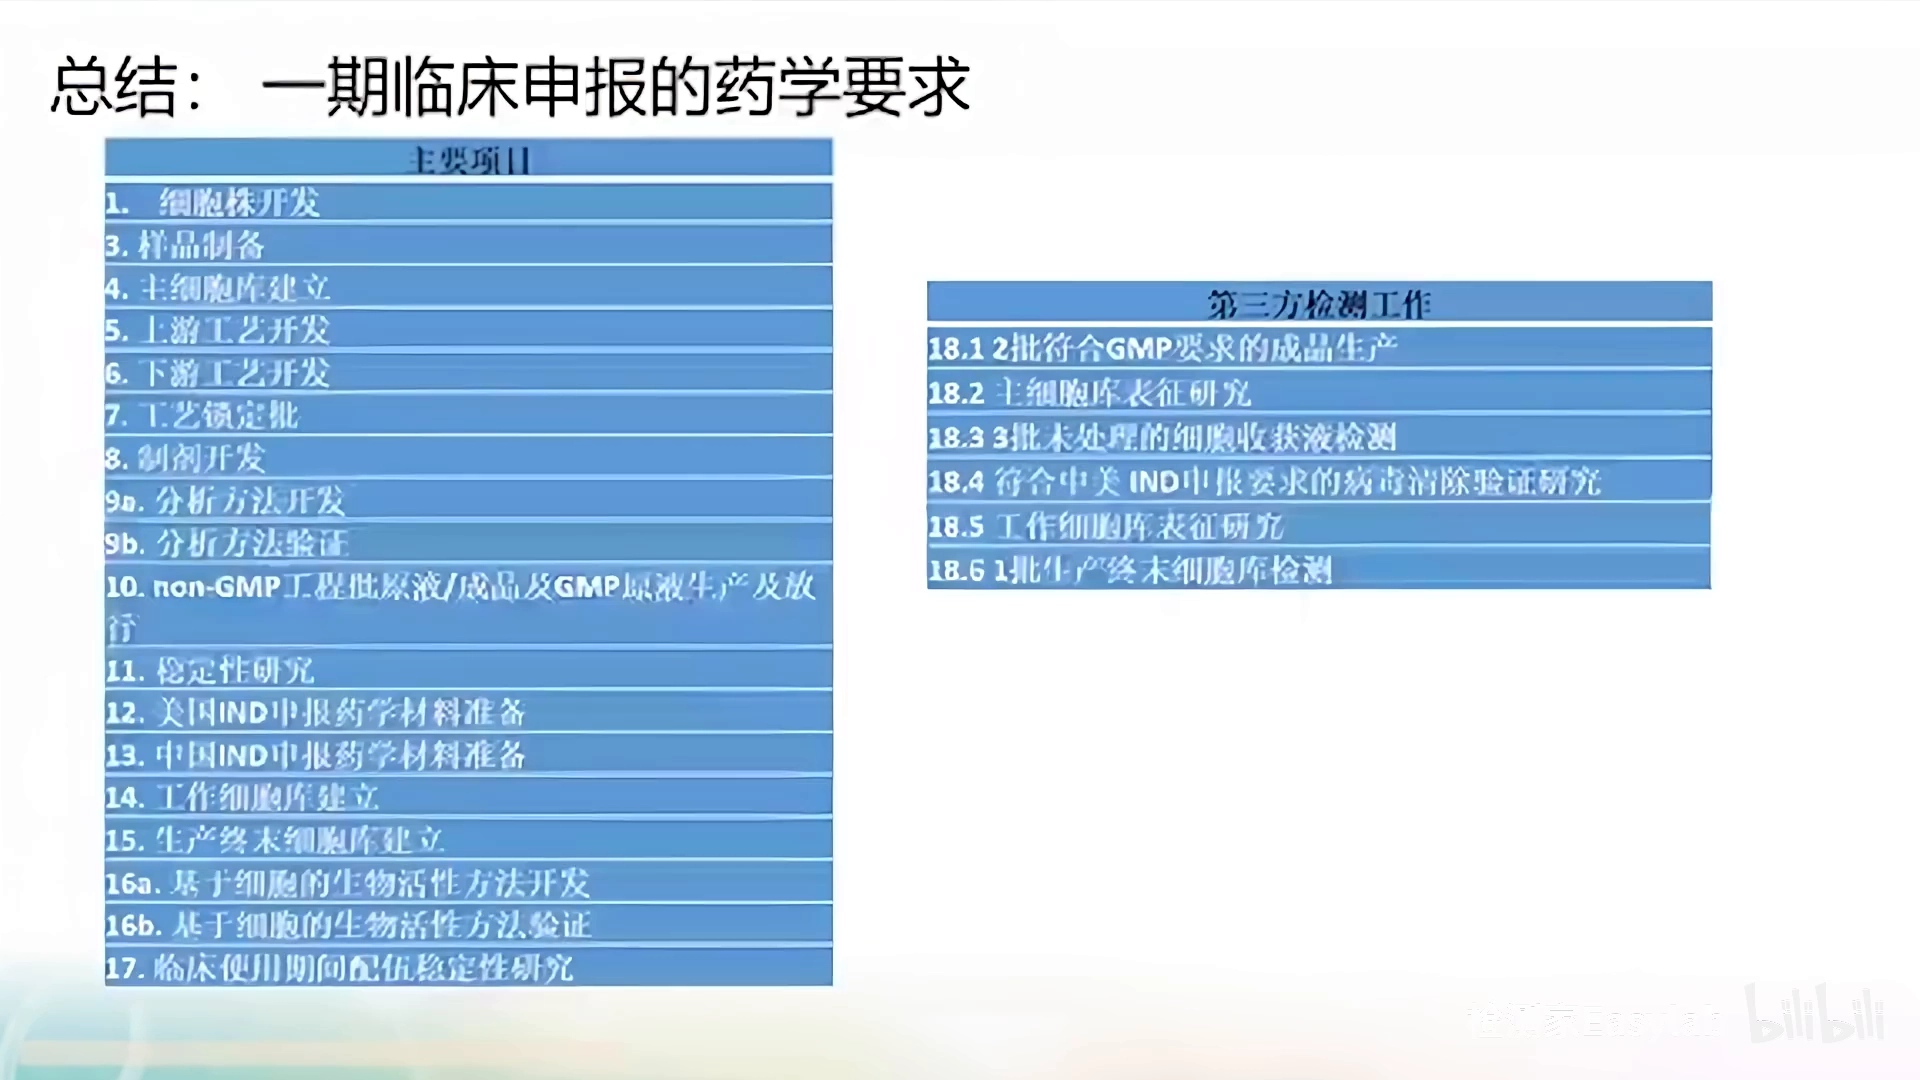 总结： 一期临床申报的药学要求
主要项目
1. 细胞株开发
3. 样品制备
4. 主细胞库建立
5. 上游工艺开发
6. 下游工艺开发
7. 工艺锁定批
8. 制剂开发
9a. 分析方法开发
9b. 分析方法验证
10. non-GMP工程批原液/成品及GMP原液生产及放
行
11. 稳定性研究
12. 美国IND申报药学材料准备
13. 中国IND申报药学材料准备
14. 工作细胞库建立
15. 生产终末细胞库建立
16a. 基于细胞的生物活性方法开发
16b. 基于细胞的生物活性方法验证
17. 临床使用期间配伍稳定性研究
第三方检测工作
18.1 2批符合GMP要求的成品生产
18.2 主细胞库表征研究
18.3 3批未处理的细胞收获液检测
18.4 符合中美 IND申报要求的病毒清除验证研究
18.5 工作细胞库表征研究
18.6 1批生产终末细胞库检测
bilibili